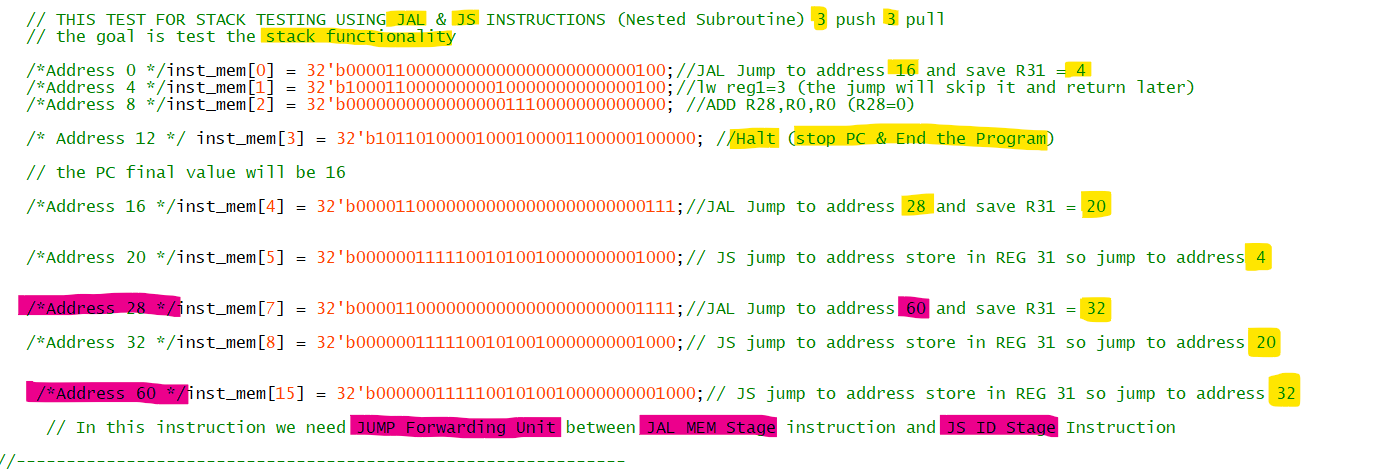 // THIS TEST FOR STACK TESTING USING JAL & JS INSTRUCTIONS (Nested Subroutine) 3 push 3 pull
// the goal is test the stack functionality
/*Address 0 */inst_mem[0] = 32'b00001100000000000000000000000100;//JAL Jump to address 16 and save R31 = 4
/*Address 4 */inst_mem[1] = 32'b10001100000000010000000000000100;//lw reg1=3 (the jump will skip it and return later)
/*Address 8 */inst_mem[2] = 32'b00000000000000001110000000000000; //ADD R28,R0,R0 (R28=0)
/* Address 12 */ inst_mem[3] = 32'b10110100001000100001100000100000; //Halt (stop PC & End the Program)
// the PC final value will be 16
/*Address 16 */inst_mem[4] = 32'b00001100000000000000000000000111;//JAL Jump to address 28 and save R31 = 20
/*Address 20 */inst_mem[5] = 32'b00000011111001010010000000001000;// JS jump to address store in REG 31 so jump to address 4
/*Address 28 */inst_mem[7] = 32'b00001100000000000000000000001111;//JAL Jump to address 60 and save R31 = 32
/*Address 32 */inst_mem[8] = 32'b00000011111001010010000000001000;// JS jump to address store in REG 31 so jump to address 20
/*Address 60 */inst_mem[15] = 32'b00000011111001010010000000001000;// JS jump to address store in REG 31 so jump to address 32
// In this instruction we need JUMP Forwarding Unit between JAL MEM Stage instruction and JS ID Stage Instruction
//--------------------------------------------------------------